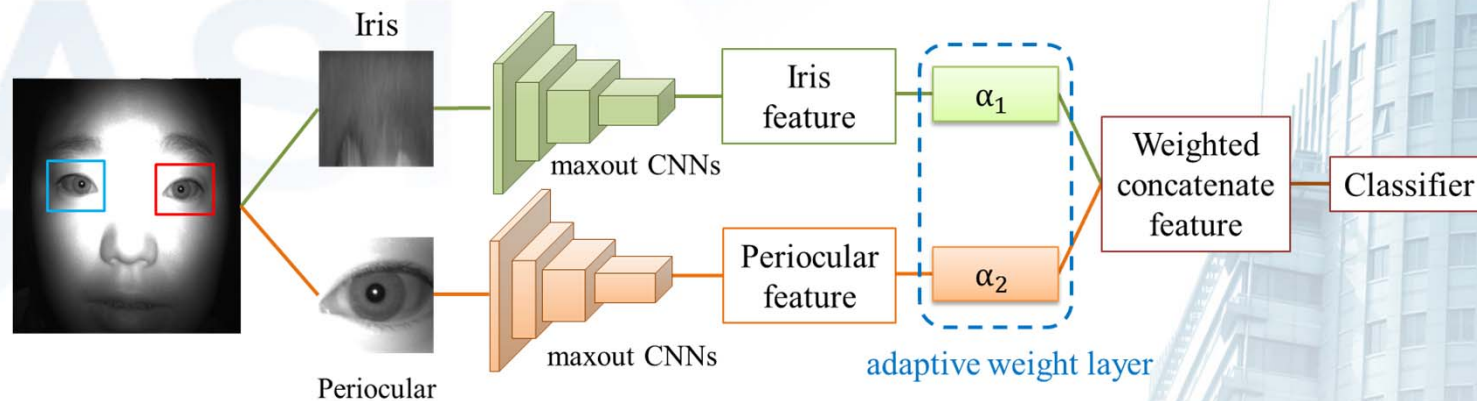 Iris
maxout CNNs
Iris
feature
α₁
Periocular
maxout CNNs
Periocular
feature
α₂
adaptive weight layer
Weighted
concatenate
feature
Classifier